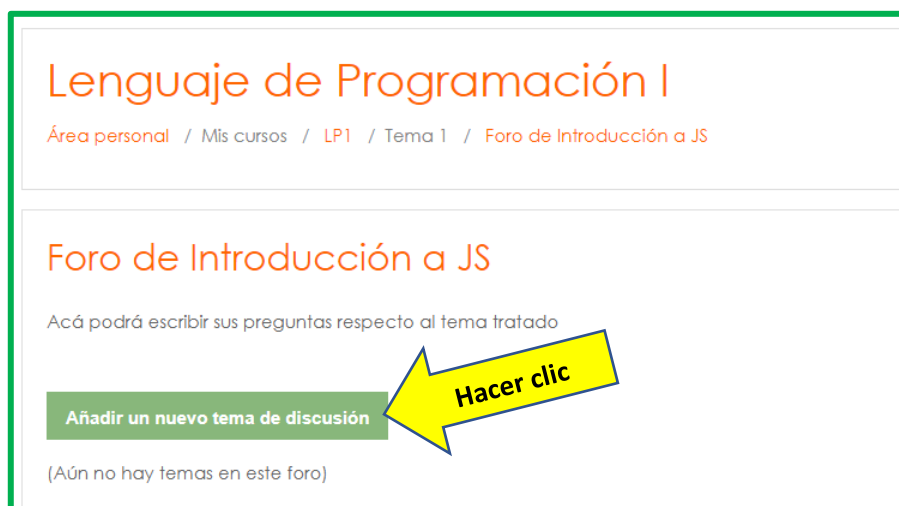 Lenguaje de Programación I
Área personal / Mis cursos / LP1 / Tema 1 / Foro de Introducción a JS
Foro de Introducción a JS
Acá podrá escribir sus preguntas respecto al tema tratado
Hacer clic
Añadir un nuevo tema de discusión
(Aún no hay temas en este foro)